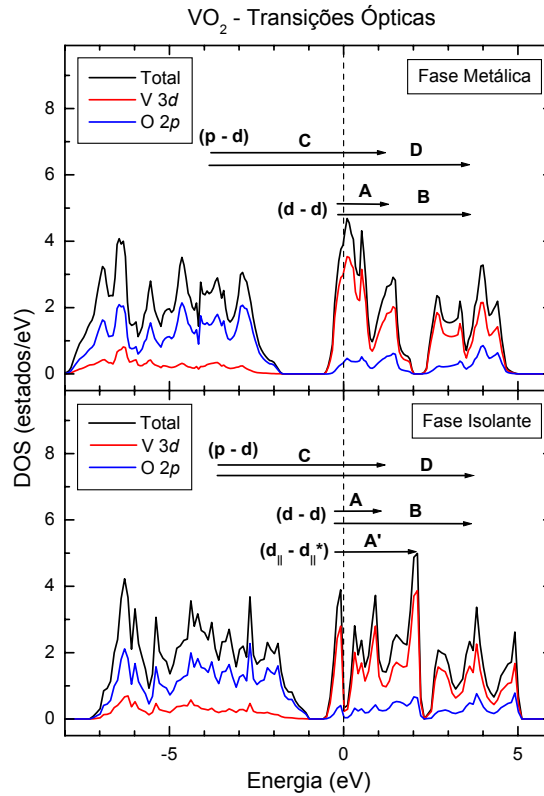 VO₂ - Transições Ópticas
Total
V 3d
O 2p
Fase Metálica
(p - d)
C
D
A
(d - d)
B
8
6
4
2
0
Total
V 3d
O 2p
Fase Isolante
(p - d)
C
D
A
(d - d)
B
(d|| - d||*)
A'
8
6
4
2
0
DOS (estados/eV)
-5 0 5
Energia (eV)